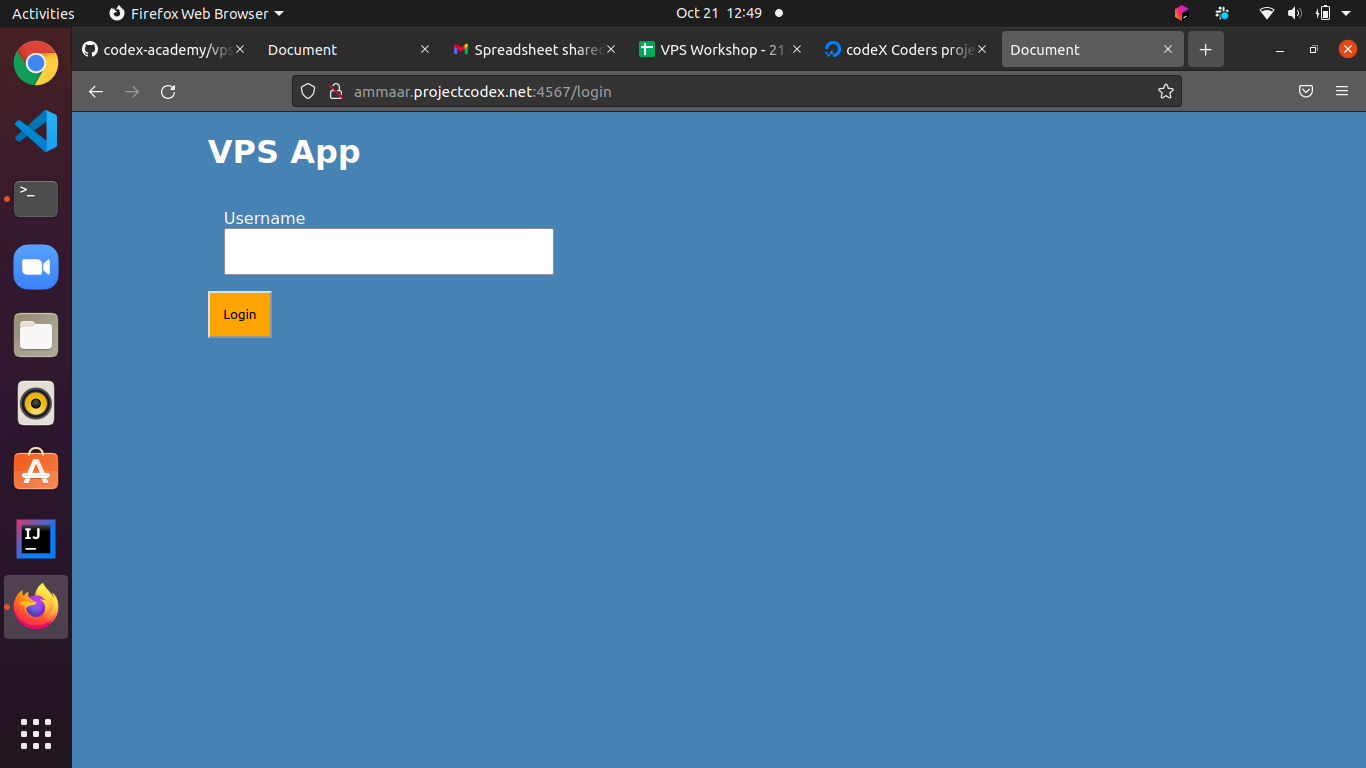 Activities
Firefox Web Browser
Oct 21 12:49
codex-academy/vps
Document
Spreadsheet shared
VPS Workshop - 21
codeX Coders proje
Document
ammaar.projectcodex.net:4567/login
VPS App
Username
Login
>_
IJ